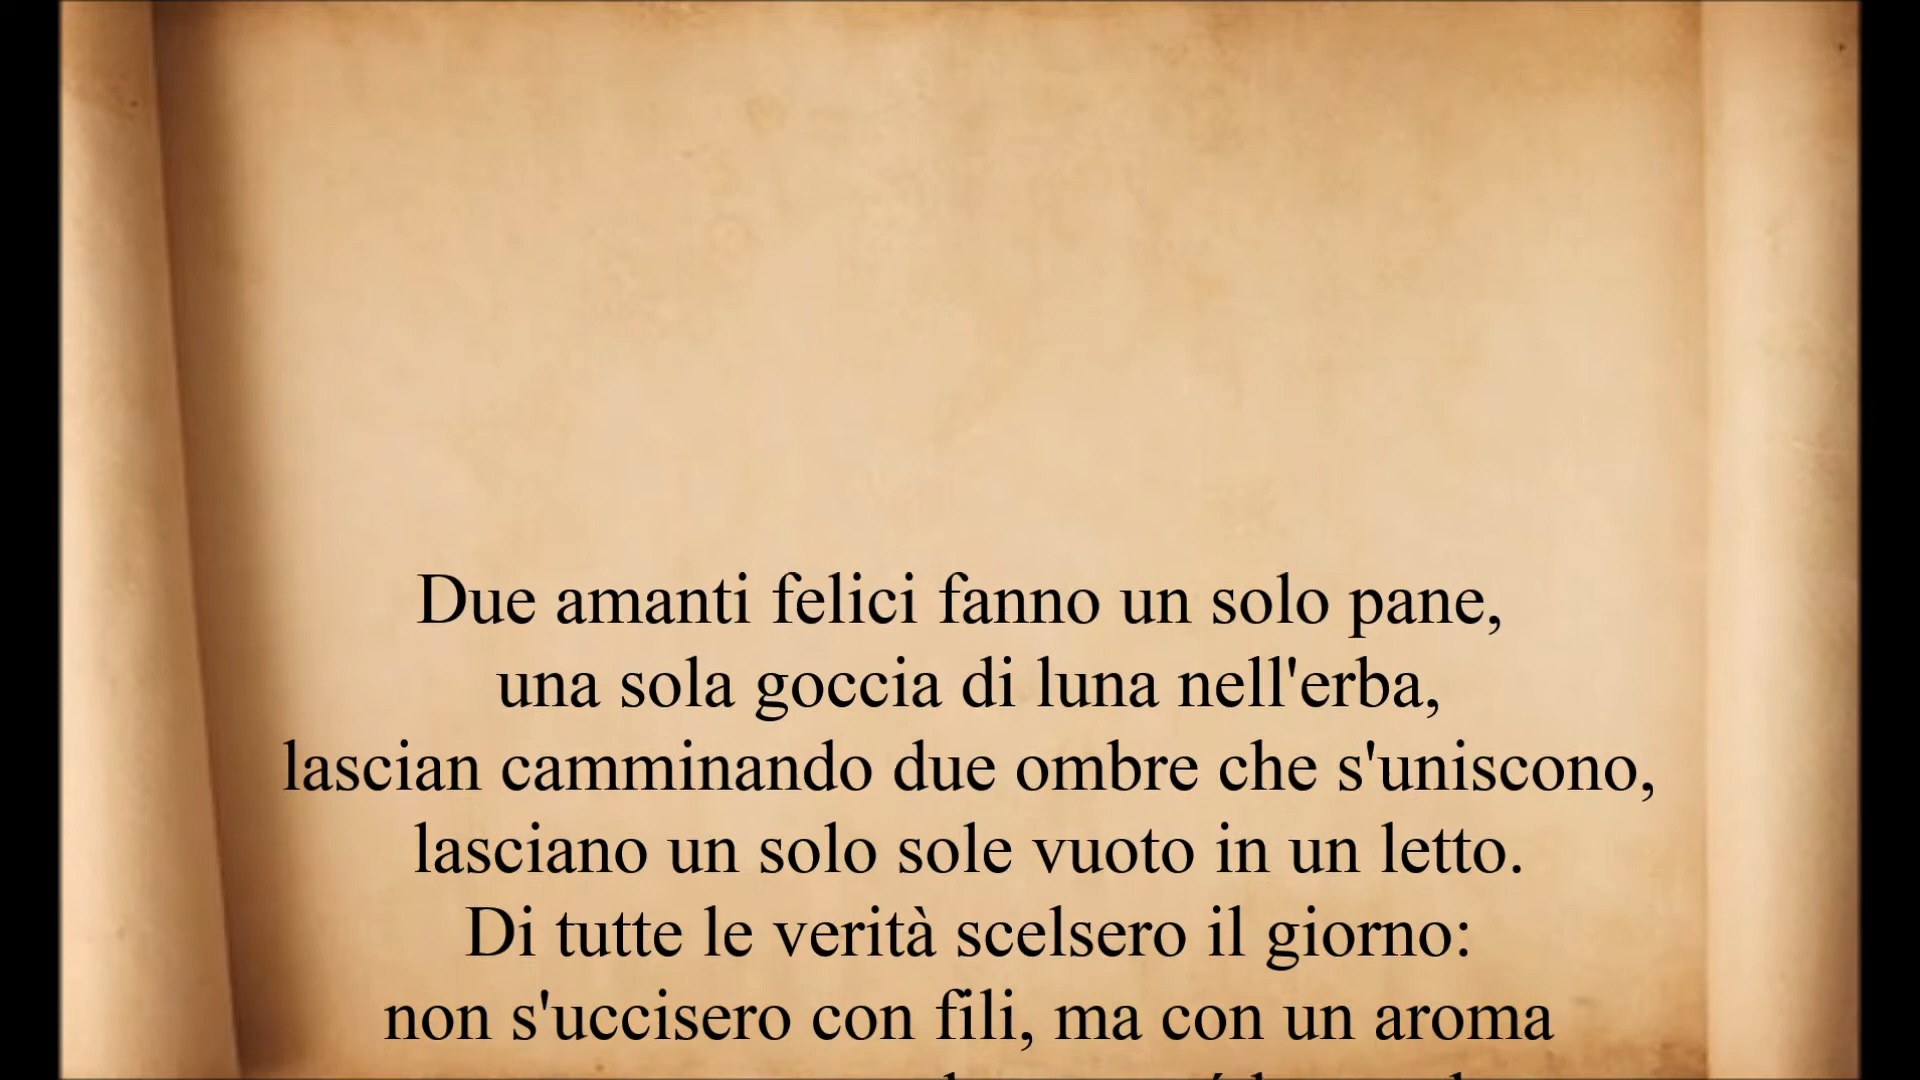 Due amanti felici fanno un solo pane,
una sola goccia di luna nell'erba,
lascian camminando due ombre che s'uniscono,
lasciano un solo sole vuoto in un letto.
Di tutte le verità scelsero il giorno:
non s'uccisero con fili, ma con un aroma